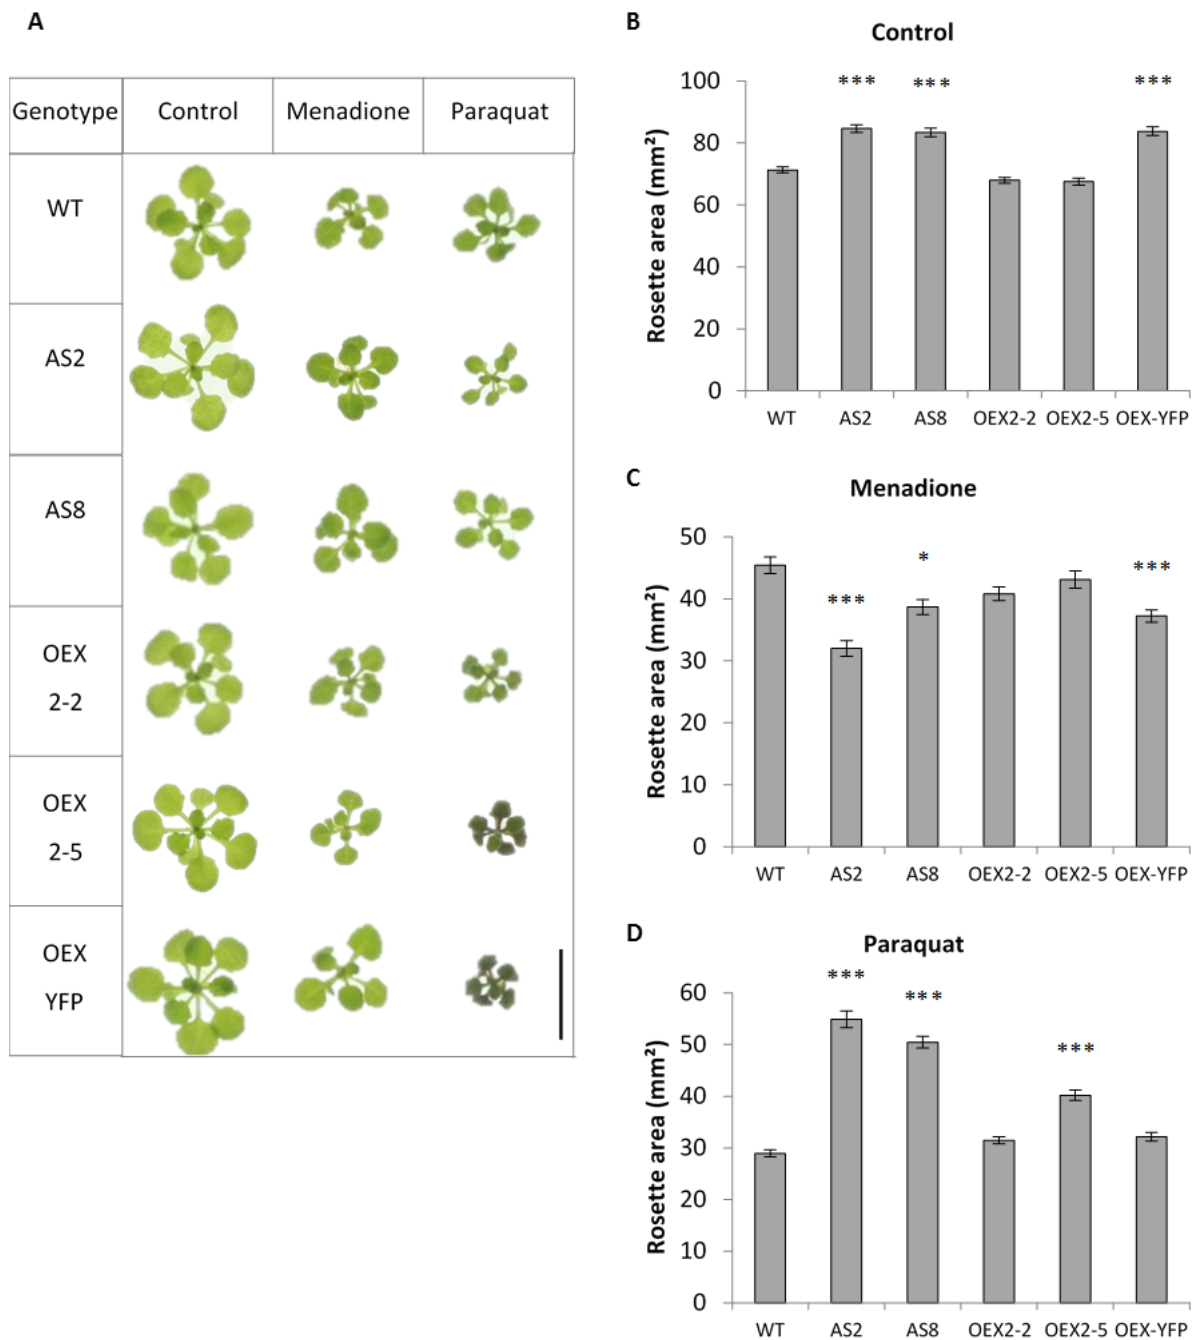 A
Genotype Control Menadione Paraquat
WT
AS2
AS8
OEX
2-2
OEX
2-5
OEX
YFP
B
Control
Rosette area (mm²)
100
80
60
40
20
0
*** *** ***
WT AS2 AS8 OEX2-2 OEX2-5 OEX-YFP
C
Menadione
Rosette area (mm²)
50
40
30
20
10
0
*** * ***
WT AS2 AS8 OEX2-2 OEX2-5 OEX-YFP
D
Paraquat
Rosette area (mm²)
60
50
40
30
20
10
0
*** *** ***
WT AS2 AS8 OEX2-2 OEX2-5 OEX-YFP